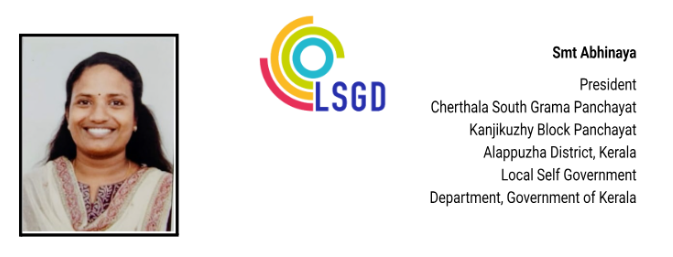 LSGD
Smt Abhinaya
President
Cherthala South Grama Panchayat
Kanjikuzhy Block Panchayat
Alappuzha District, Kerala
Local Self Government
Department, Government of Kerala